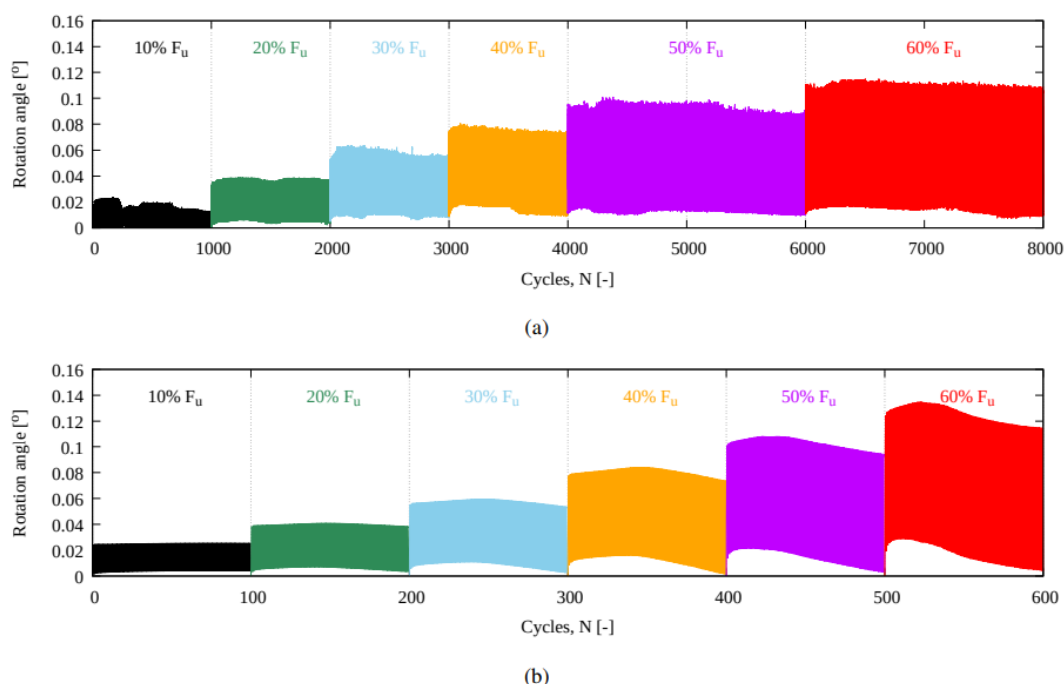 0.16
10% Fu 20% Fu 30% Fu 40% Fu 50% Fu 60% Fu
0.14
0.12
0.1
0.08
0.06
0.04
0.02
0
Rotation angle [º]
0 1000 2000 3000 4000 5000 6000 7000 8000
Cycles, N [-]
(a)
0.16
10% Fu 20% Fu 30% Fu 40% Fu 50% Fu 60% Fu
0.14
0.12
0.1
0.08
0.06
0.04
0.02
0
Rotation angle [º]
0 100 200 300 400 500 600
Cycles, N [-]
(b)